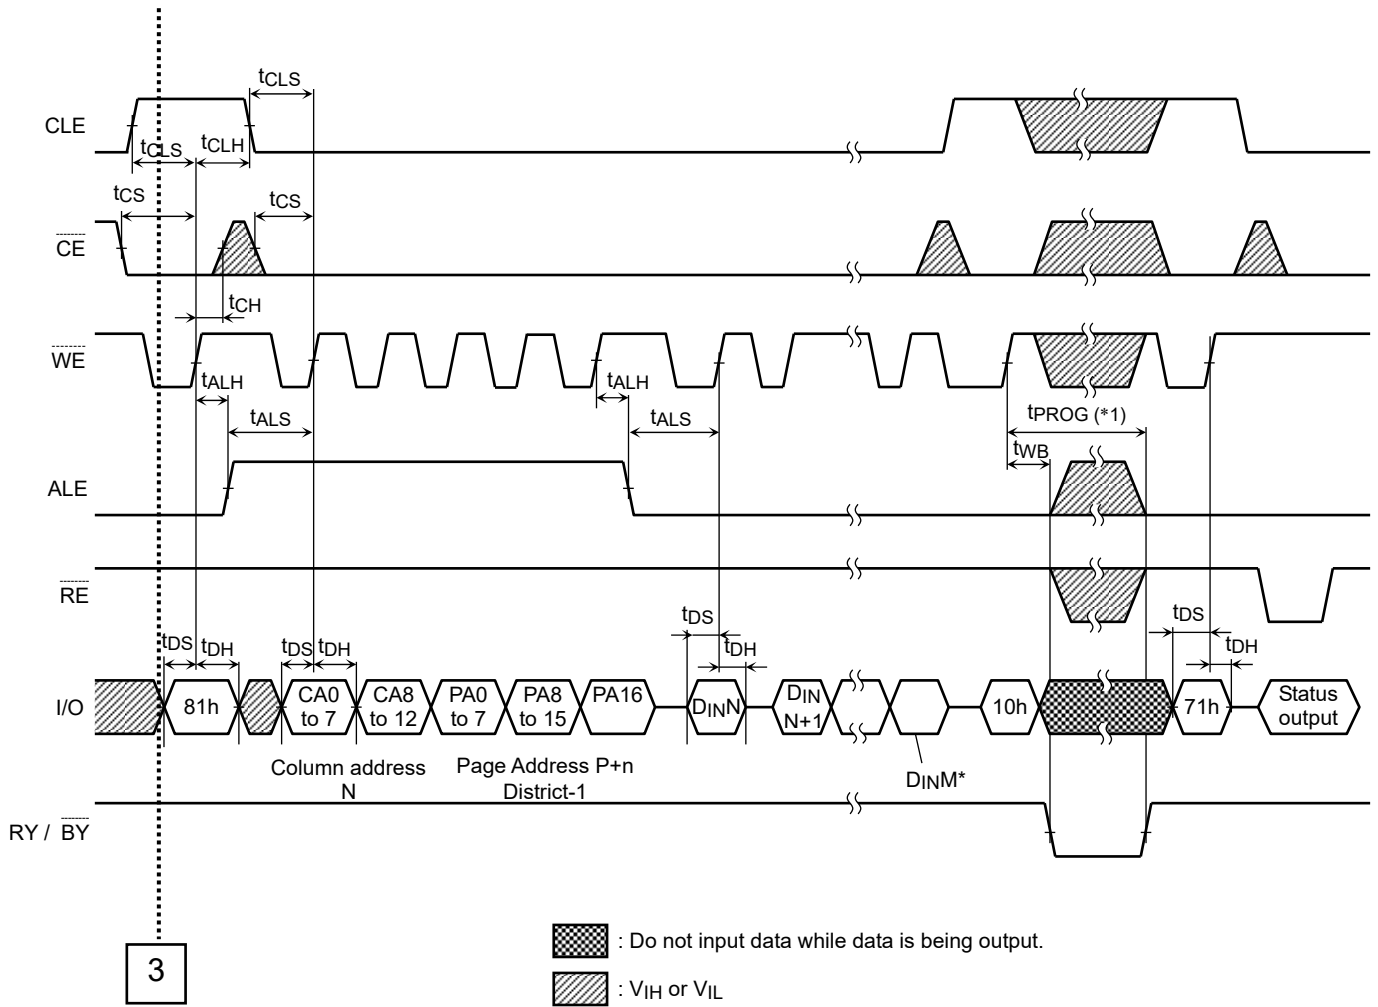 tCLS
CLE
tCLS tCLH
tCS tCS
CE
tCH
WE
tALH tALH
tALS tALS tPROG (*1)
tWB
ALE
RE
tDS tDH tDS tDH tDS tDH tDS tDH
I/O 81h CA0 to 7 CA8 to 12 PA0 to 7 PA8 to 15 PA16 DINN DIN N+1 10h 71h Status output
Column address N
Page Address P+n District-1
DINM*
RY / BY
3
: Do not input data while data is being output.
: VIH or VIL